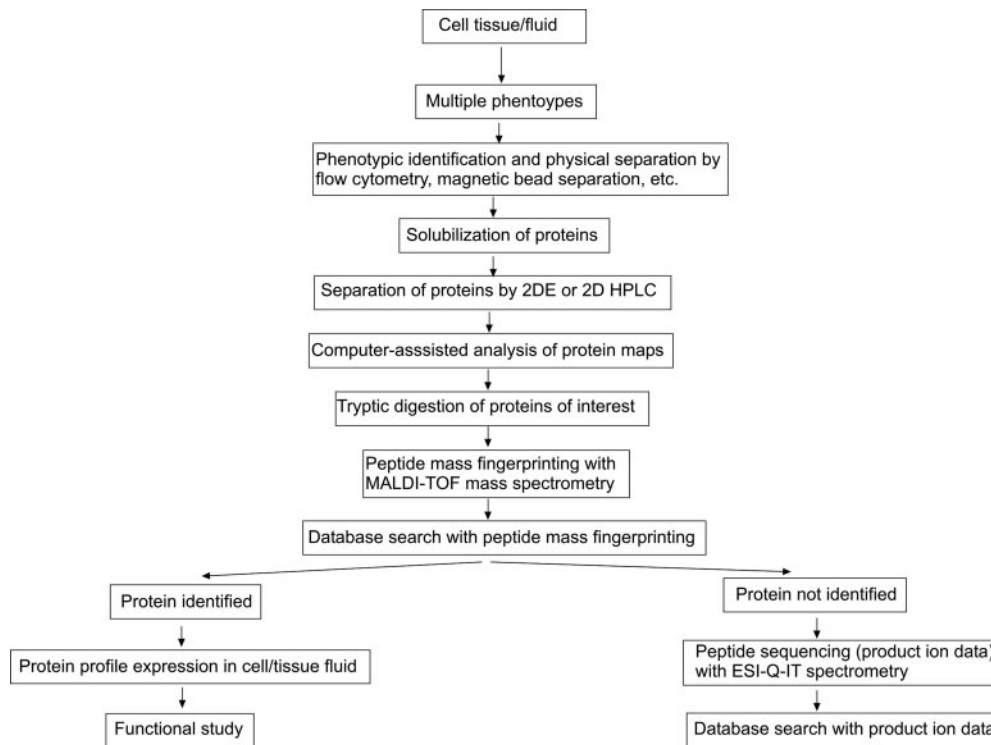 Cell tissue/fluid
Multiple phentoypes
Phenotypic identification and physical separation by
flow cytometry, magnetic bead separation, etc.
Solubilization of proteins
Separation of proteins by 2DE or 2D HPLC
Computer-asssisted analysis of protein maps
Tryptic digestion of proteins of interest
Peptide mass fingerprinting with
MALDI-TOF mass spectrometry
Database search with peptide mass fingerprinting
Protein identified
Protein profile expression in cell/tissue fluid
Functional study
Protein not identified
Peptide sequencing (product ion data)
with ESI-Q-IT spectrometry
Database search with product ion data